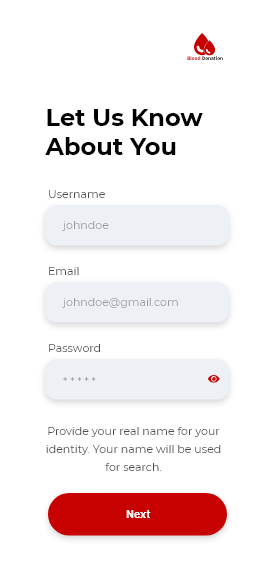 Blood Donation
Let Us Know
About You
Username
johndoe
Email
johndoe@gmail.com
Password
*****
Provide your real name for your
identity. Your name will be used
for search.
Next